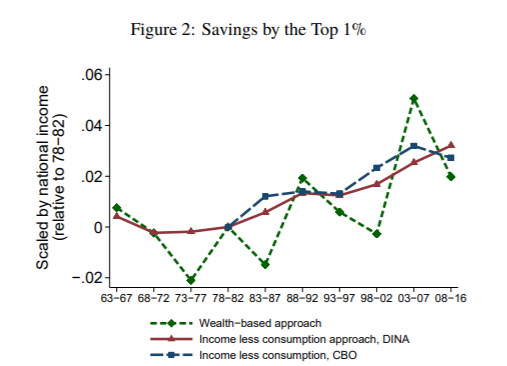 Figure 2: Savings by the Top 1%
Scaled by national income
(relative to 78−82)
.06
.04
.02
0
−.02
63−67 68−72 73−77 78−82 83−87 88−92 93−97 98−02 03−07 08−16
Wealth−based approach
Income less consumption approach, DINA
Income less consumption, CBO